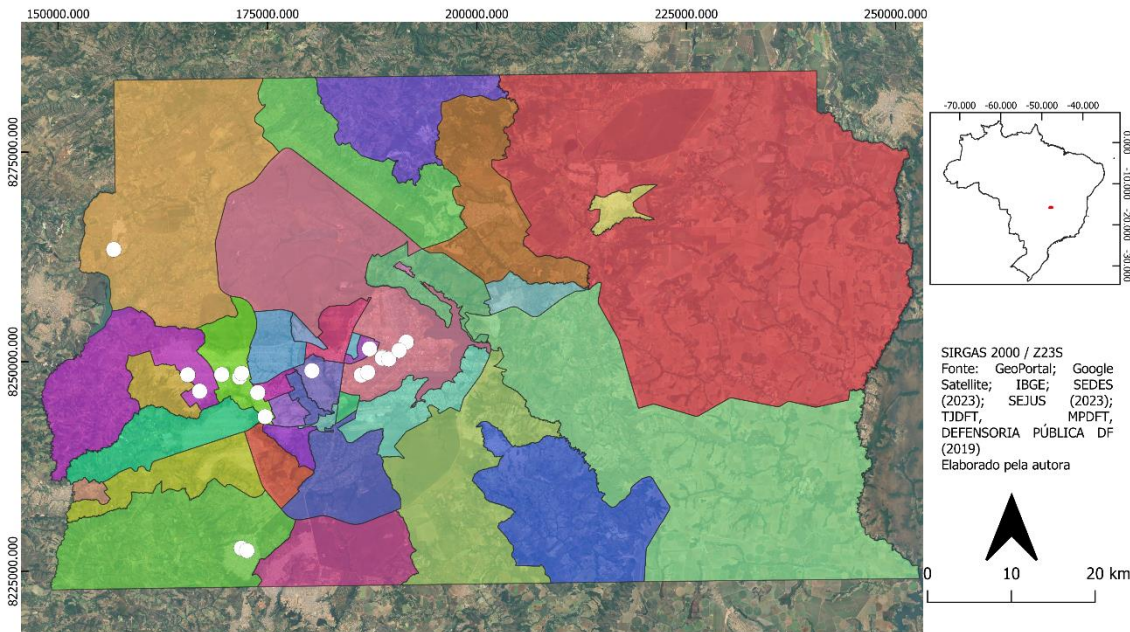 150000.000 175000.000 200000.000 225000.000 250000.000
8275000.000
8250000.000
8225000.000
-70.000 -60.000 -50.000 -40.000
0.000
-10.000
-20.000
-30.000
SIRGAS 2000 / Z23S
Fonte: GeoPortal; Google
Satellite; IBGE; SEDES
(2023); SEJUS (2023);
TJDFT, MPDFT,
DEFENSORIA PÚBLICA DF
(2019)
Elaborado pela autora
0 10 20 km